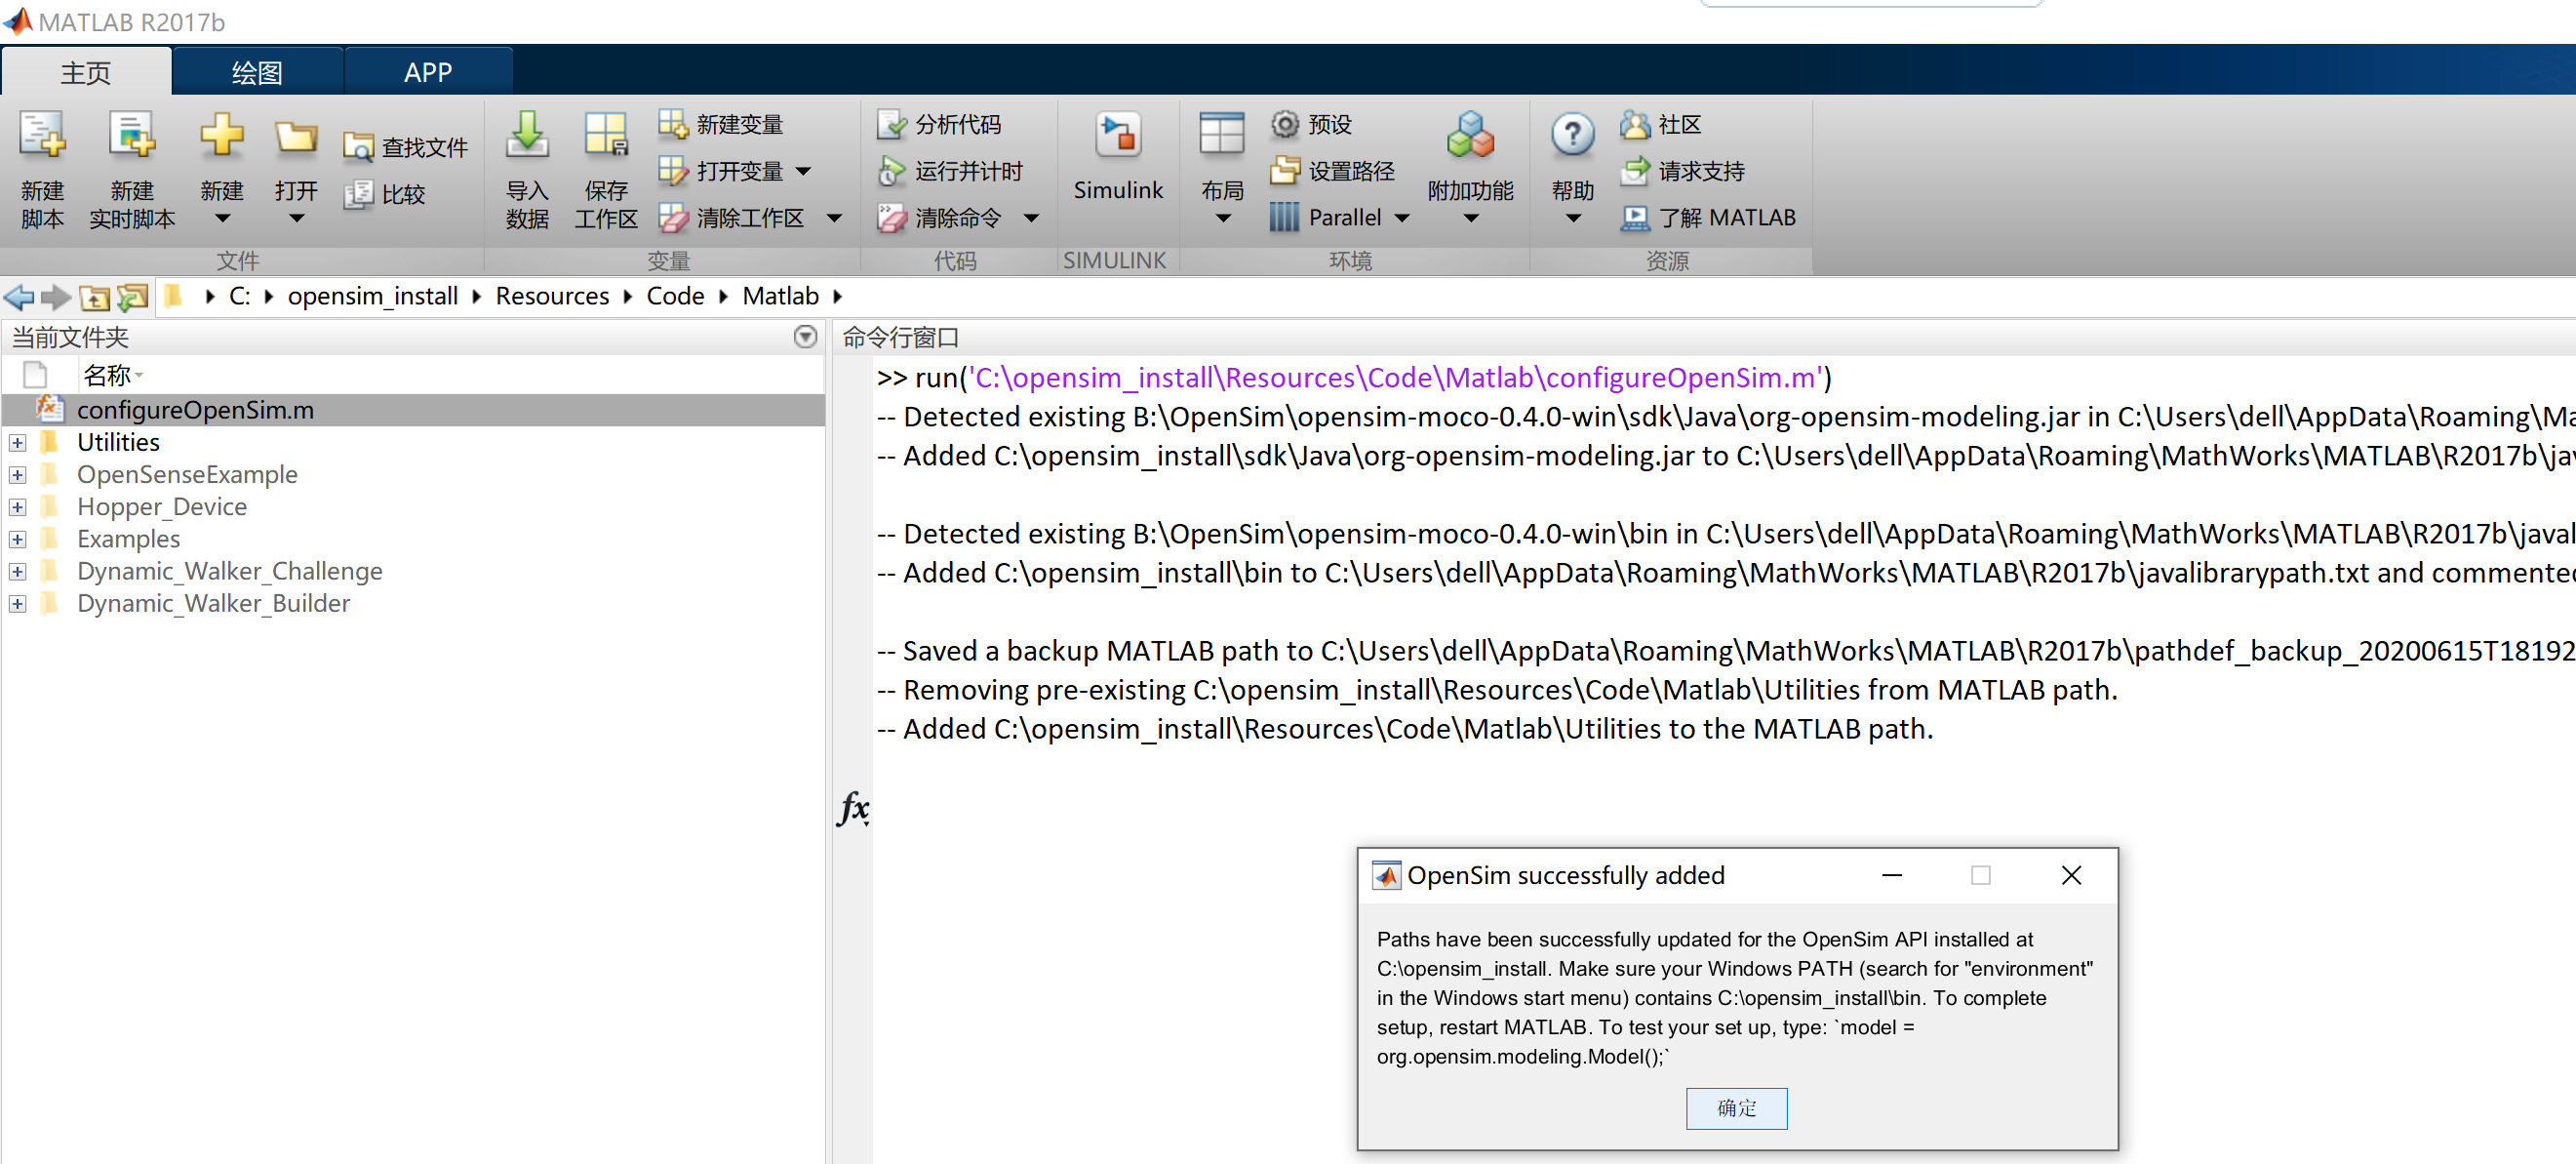 MATLAB R2017b
主页 绘图 APP
新建脚本
新建实时脚本
新建
打开
查找文件
比较
文件
导入数据
保存工作区
新建变量
打开变量
清除工作区
变量
分析代码
运行并计时
清除命令
代码
Simulink
SIMULINK
布局
预设
设置路径
Parallel
附加功能
环境
帮助
社区
请求支持
了解 MATLAB
资源
C: opensim_install Resources Code Matlab
当前文件夹
名称
configureOpenSim.m
Utilities
OpenSenseExample
Hopper_Device
Examples
Dynamic_Walker_Challenge
Dynamic_Walker_Builder
命令行窗口
>> run('C:\opensim_install\Resources\Code\Matlab\configureOpenSim.m')
-- Detected existing B:\OpenSim\opensim-moco-0.4.0-win\sdk\Java\org-opensim-modeling.jar in C:\Users\dell\AppData\Roaming\Ma
-- Added C:\opensim_install\sdk\Java\org-opensim-modeling.jar to C:\Users\dell\AppData\Roaming\MathWorks\MATLAB\R2017b\jav
-- Detected existing B:\OpenSim\opensim-moco-0.4.0-win\bin in C:\Users\dell\AppData\Roaming\MathWorks\MATLAB\R2017b\javal
-- Added C:\opensim_install\bin to C:\Users\dell\AppData\Roaming\MathWorks\MATLAB\R2017b\javalibrarypath.txt and commented
-- Saved a backup MATLAB path to C:\Users\dell\AppData\Roaming\MathWorks\MATLAB\R2017b\pathdef_backup_20200615T18192
-- Removing pre-existing C:\opensim_install\Resources\Code\Matlab\Utilities from MATLAB path.
-- Added C:\opensim_install\Resources\Code\Matlab\Utilities to the MATLAB path.
fx
OpenSim successfully added
Paths have been successfully updated for the OpenSim API installed at
C:\opensim_install. Make sure your Windows PATH (search for "environment"
in the Windows start menu) contains C:\opensim_install\bin. To complete
setup, restart MATLAB. To test your set up, type: `model =
org.opensim.modeling.Model();`
确定